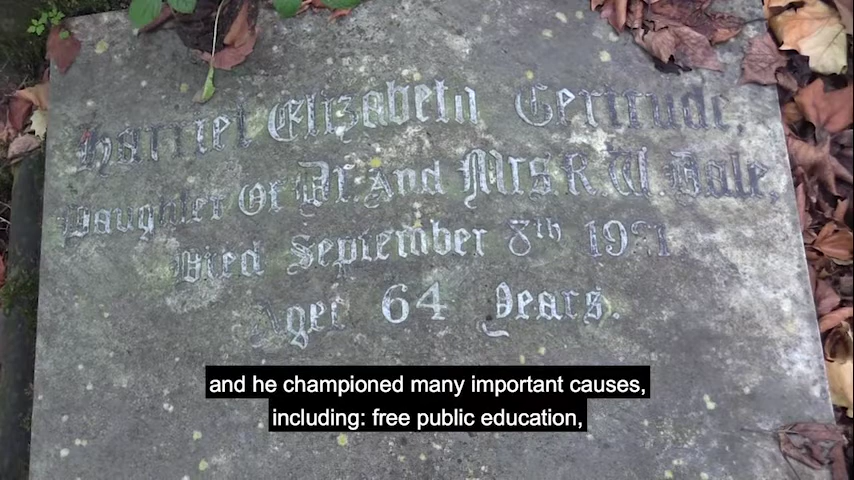 Harriet Elizabeth Gertrude,
Daughter Of Dr. And Mrs. R. W. Dale,
Died September 8th
Aged 64 Years.
and he championed many important causes,
including: free public education,